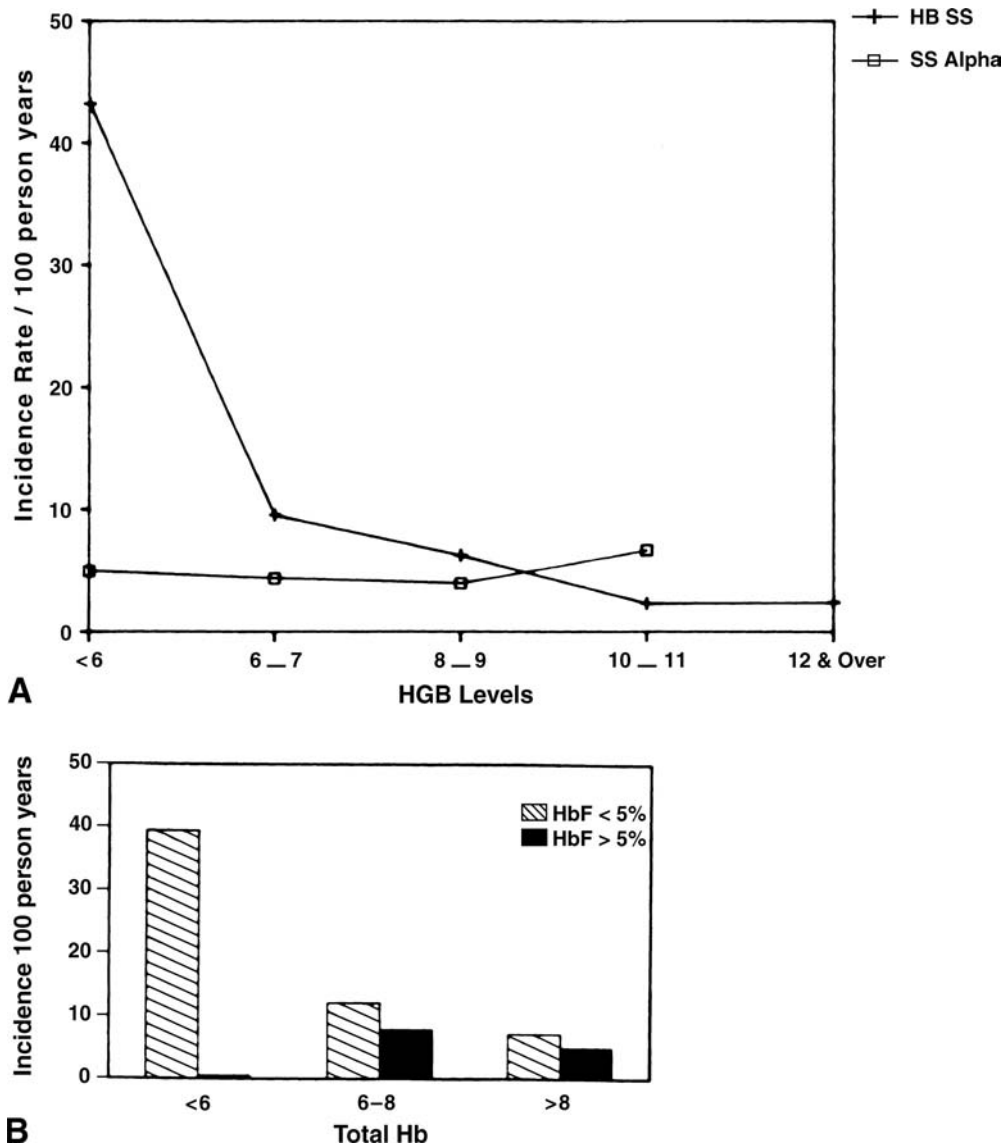 HB SS
SS Alpha
Incidence Rate / 100 person years
50
40
30
20
10
0
<6
6 — 7
8 — 9
10 — 11
12 & Over
HGB Levels
A
Incidence 100 person years
50
40
30
20
10
0
HbF < 5%
HbF > 5%
<6
6–8
>8
Total Hb
B